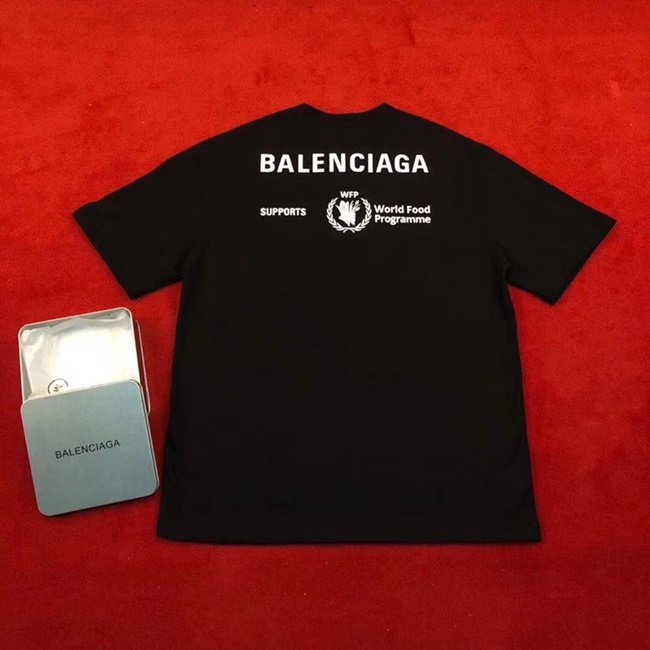 BALENCIAGA
WFP
SUPPORTS
World Food
Programme
BALENCIAGA